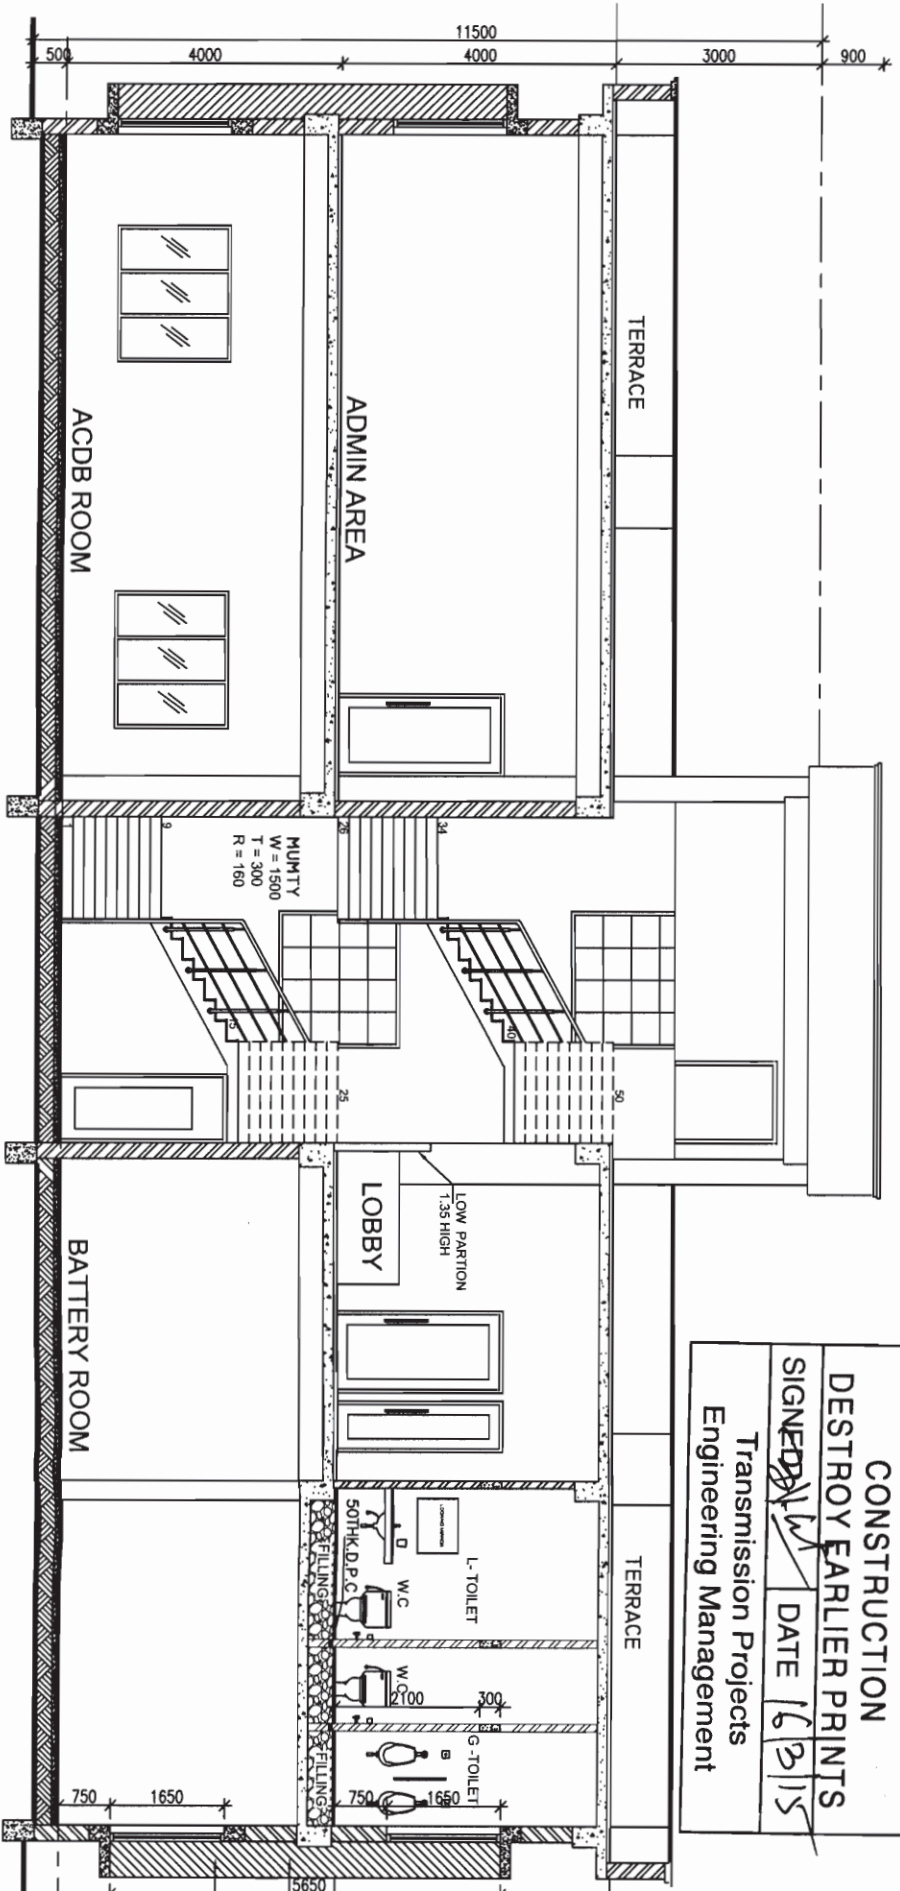 11500
500
4000
4000
3000
900
TERRACE
ADMIN AREA
ACDB ROOM
34
26
9
1
MUMTY
W = 1500
T = 300
R = 160
40
15
50
25
LOW PARTION
1.35 HIGH
LOBBY
BATTERY ROOM
TERRACE
L- TOILET
W.C
W.C
50THK.D.P.C
FILLING
FILLING
2100
300
G -TOILET
750
1650
750
1650
5650
CONSTRUCTION
DESTROY EARLIER PRINTS
SIGNED
DATE 16/3/15
Transmission Projects
Engineering Management